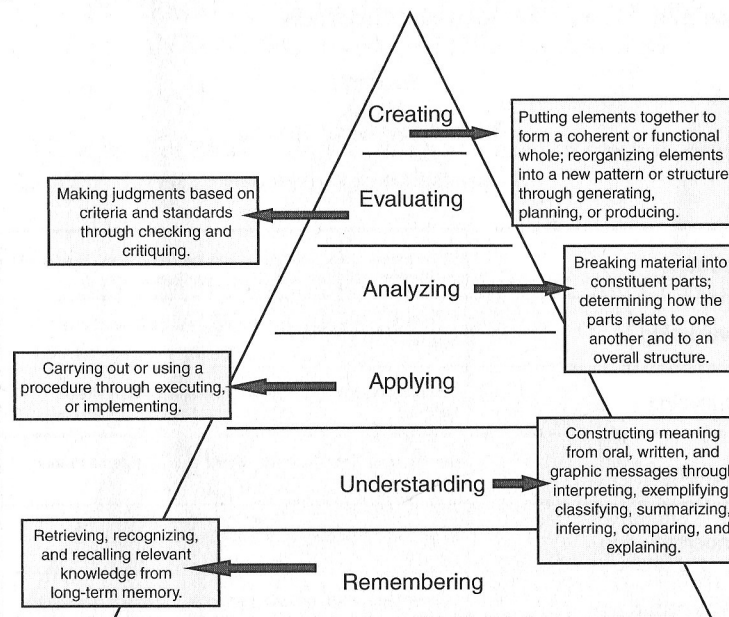 Creating
Putting elements together to
form a coherent or functional
whole; reorganizing elements
into a new pattern or structure
through generating,
planning, or producing.
Evaluating
Making judgments based on
criteria and standards
through checking and
critiquing.
Analyzing
Breaking material into
constituent parts;
determining how the
parts relate to one
another and to an
overall structure.
Applying
Carrying out or using a
procedure through executing,
or implementing.
Understanding
Constructing meaning
from oral, written, and
graphic messages through
interpreting, exemplifying,
classifying, summarizing,
inferring, comparing, and
explaining.
Remembering
Retrieving, recognizing,
and recalling relevant
knowledge from
long-term memory.